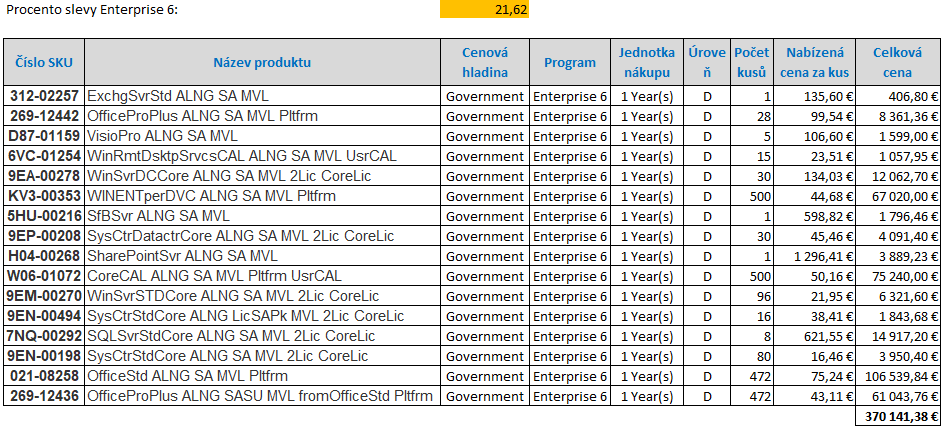 Procento slevy Enterprise 6: 21,62
Číslo SKU Název produktu Cenová hladina Program Jednotka nákupu Úroveň Počet kusů Nabízená cena za kus Celková cena
312-02257 ExchgSvrStd ALNG SA MVL Government Enterprise 6 1 Year(s) D 1 135,60 € 406,80 €
269-12442 OfficeProPlus ALNG SA MVL Pltfrm Government Enterprise 6 1 Year(s) D 28 99,54 € 8 361,36 €
D87-01159 VisioPro ALNG SA MVL Government Enterprise 6 1 Year(s) D 5 106,60 € 1 599,00 €
6VC-01254 WinRmtDsktpSrvcsCAL ALNG SA MVL UsrCAL Government Enterprise 6 1 Year(s) D 15 23,51 € 1 057,95 €
9EA-00278 WinSvrDCCore ALNG SA MVL 2Lic CoreLic Government Enterprise 6 1 Year(s) D 30 134,03 € 12 062,70 €
KV3-00353 WINENTperDVC ALNG SA MVL Pltfrm Government Enterprise 6 1 Year(s) D 500 44,68 € 67 020,00 €
5HU-00216 SfBSvr ALNG SA MVL Government Enterprise 6 1 Year(s) D 1 598,82 € 1 796,46 €
9EP-00208 SysCtrDatactrCore ALNG SA MVL 2Lic CoreLic Government Enterprise 6 1 Year(s) D 30 45,46 € 4 091,40 €
H04-00268 SharePointSvr ALNG SA MVL Government Enterprise 6 1 Year(s) D 1 1 296,41 € 3 889,23 €
W06-01072 CoreCAL ALNG SA MVL Pltfrm UsrCAL Government Enterprise 6 1 Year(s) D 500 50,16 € 75 240,00 €
9EM-00270 WinSvrSTDCore ALNG SA MVL 2Lic CoreLic Government Enterprise 6 1 Year(s) D 96 21,95 € 6 321,60 €
9EN-00494 SysCtrStdCore ALNG LicSAPk MVL 2Lic CoreLic Government Enterprise 6 1 Year(s) D 16 38,41 € 1 843,68 €
7NQ-00292 SQLSvrStdCore ALNG SA MVL 2Lic CoreLic Government Enterprise 6 1 Year(s) D 8 621,55 € 14 917,20 €
9EN-00198 SysCtrStdCore ALNG SA MVL 2Lic CoreLic Government Enterprise 6 1 Year(s) D 80 16,46 € 3 950,40 €
021-08258 OfficeStd ALNG SA MVL Pltfrm Government Enterprise 6 1 Year(s) D 472 75,24 € 106 539,84 €
269-12436 OfficeProPlus ALNG SASU MVL fromOfficeStd Pltfrm Government Enterprise 6 1 Year(s) D 472 43,11 € 61 043,76 €
370 141,38 €